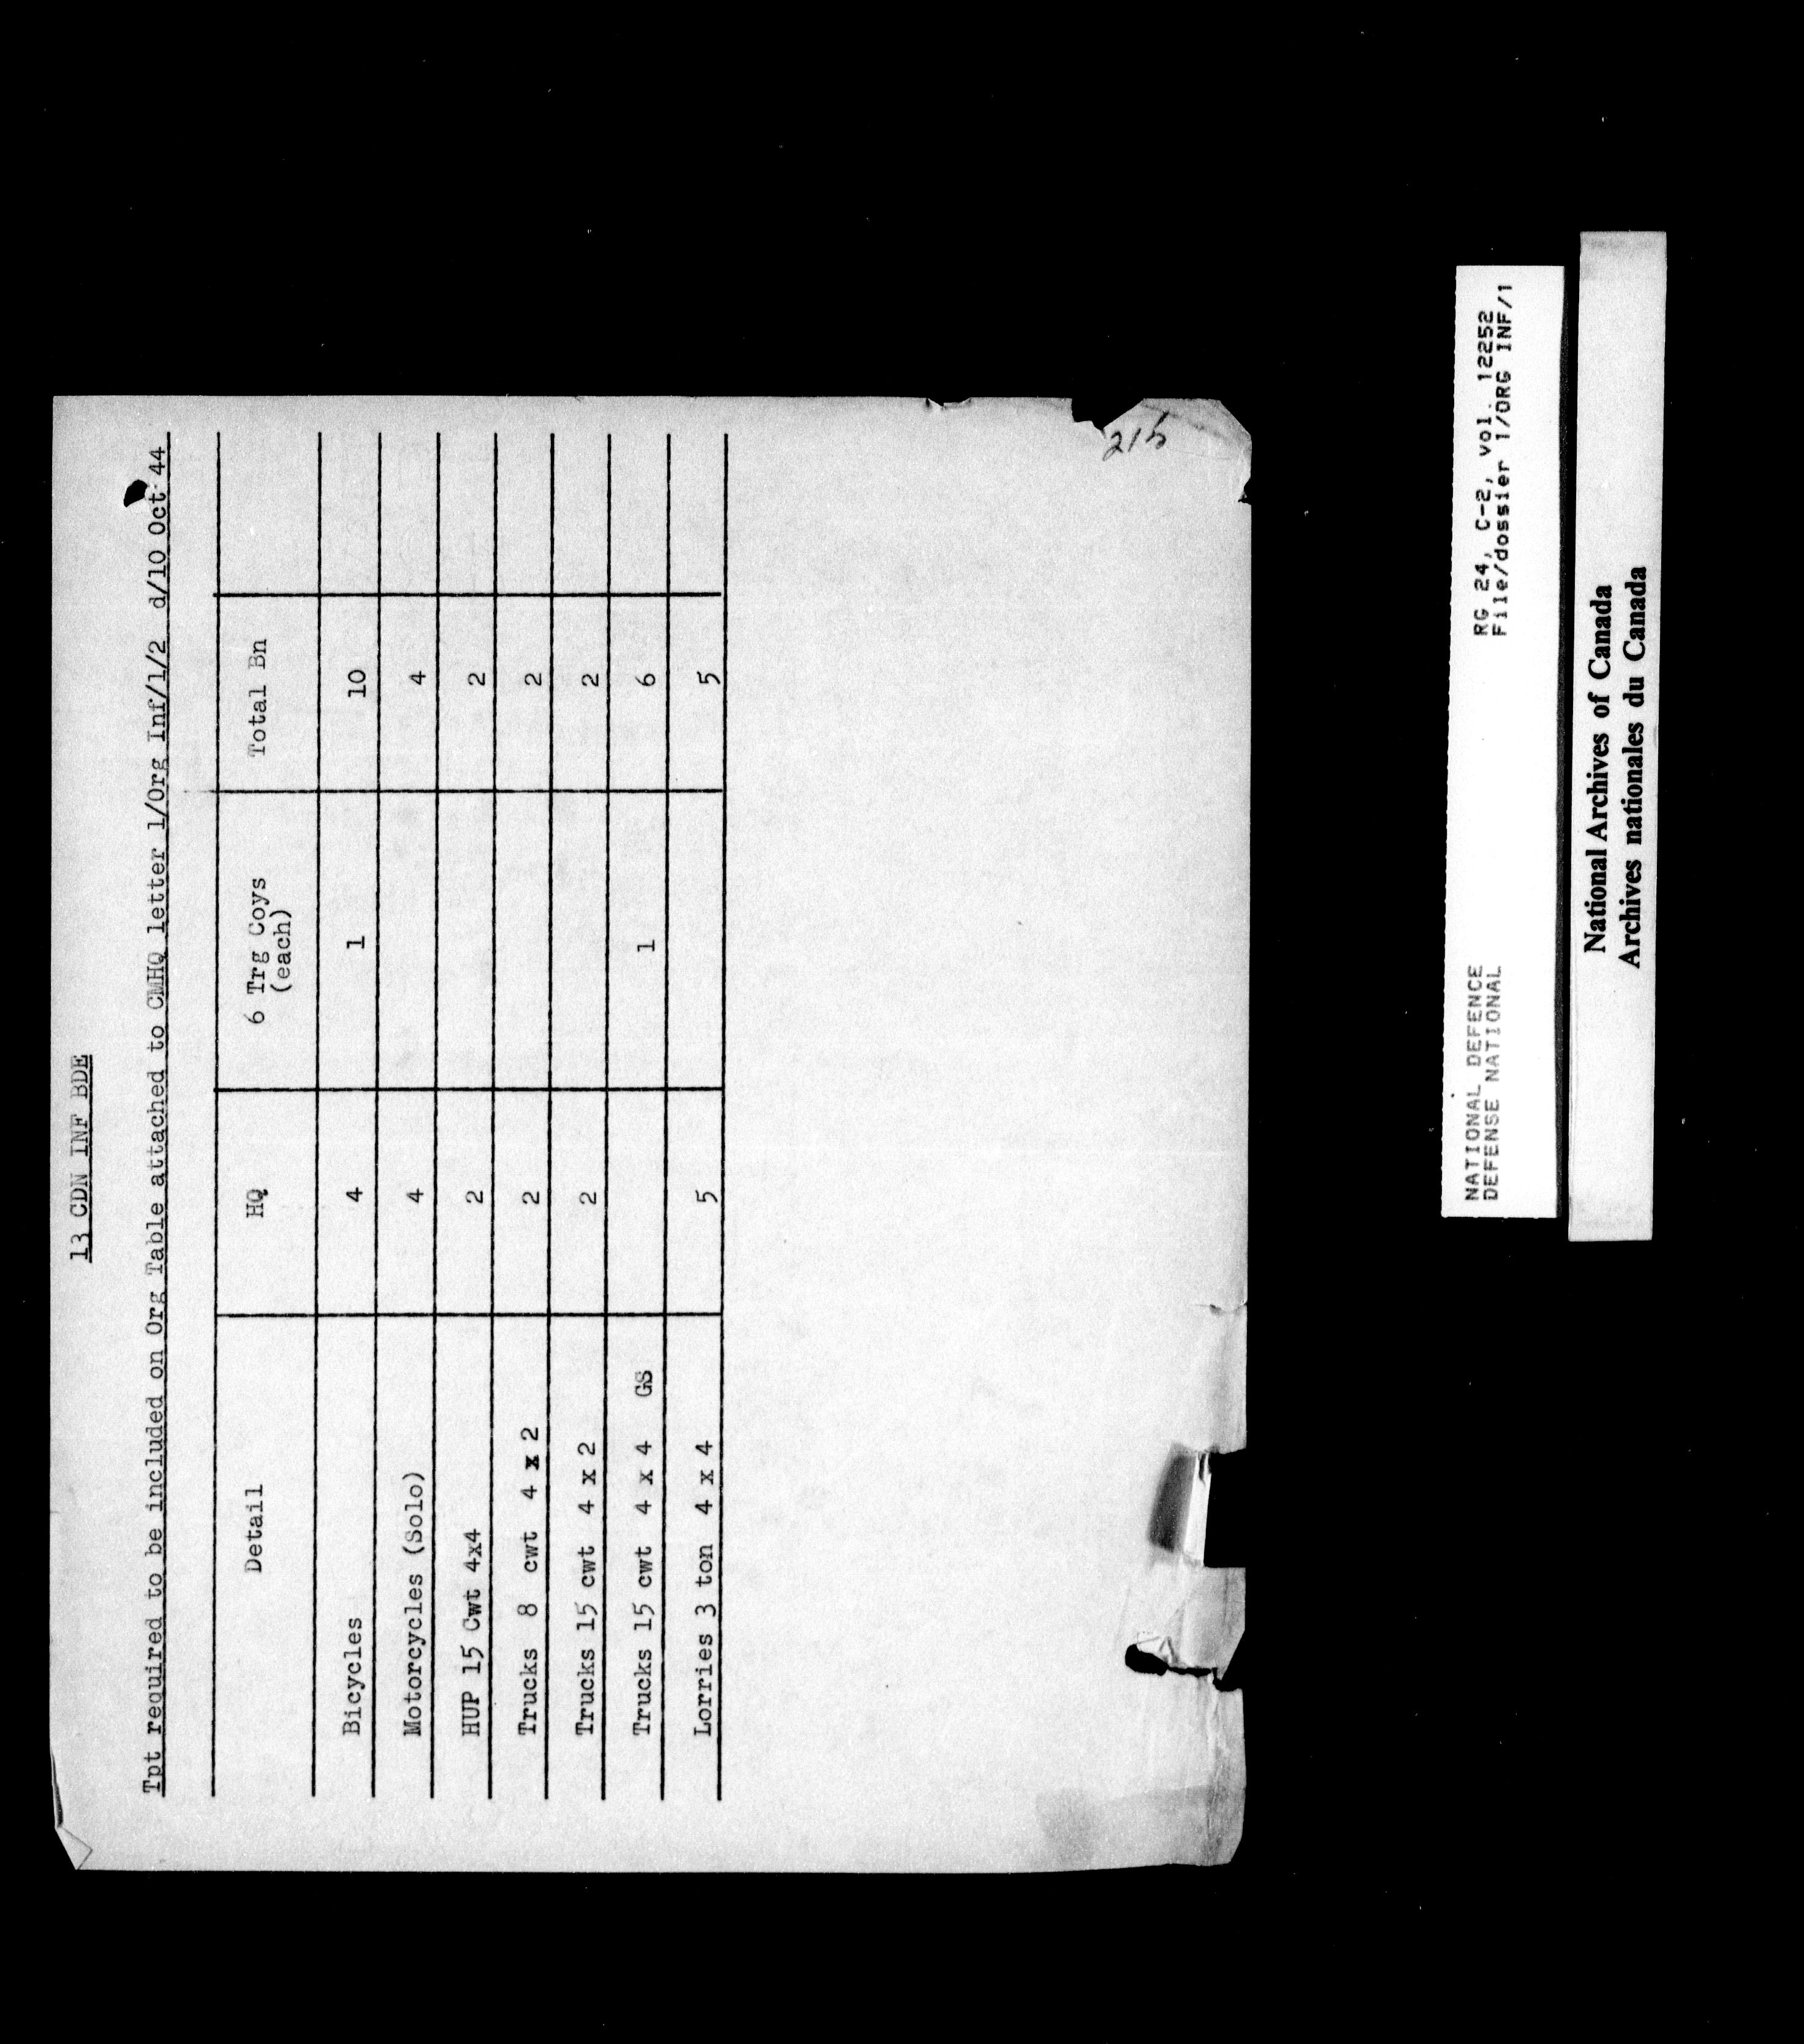 13 CDN INF BDE
Tpt required to be included on Org Table attached to CMHQ letter 1/Org Inf/1/2 d/10 Oct 44
Detail HQ 6 Trg Coys Total Bn
(each)
Bicycles 4 1 10
Motorcycles (Solo) 4 4
HUP 15 Cwt 4x4 2 2
Trucks 8 cwt 4 x 2 2 2
Trucks 15 cwt 4 x 2 2 2
Trucks 15 cwt 4 x 4 GS 1 6
Lorries 3 ton 4 x 4 5 5
215
NATIONAL DEFENCE RG 24, C-2, vol. 12252
DEFENSE NATIONAL File/dossier 1/ORG INF/1
National Archives of Canada
Archives nationales du Canada